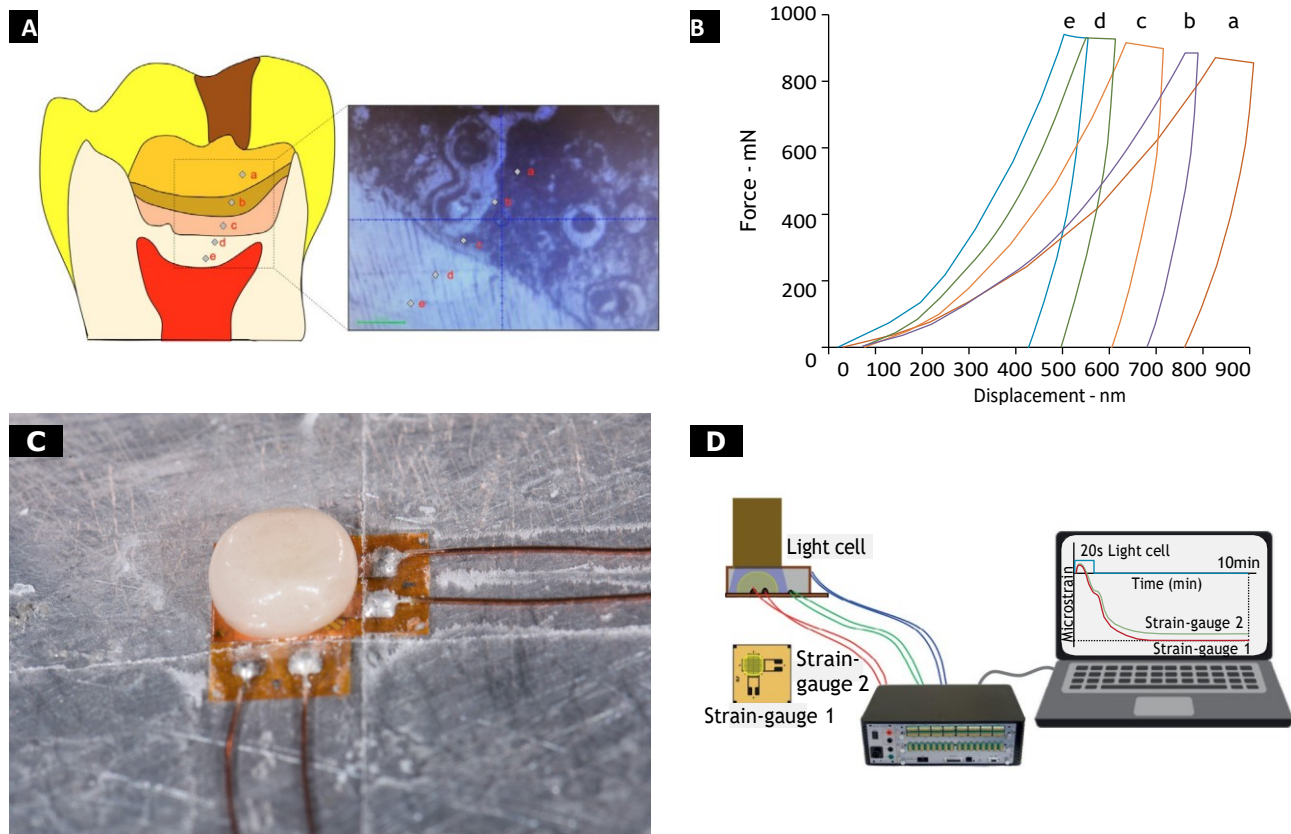 A
a
b
c
d
e
a
b
c
d
e
B
e d c b a
1000
800
600
400
200
0
Force - mN
0 100 200 300 400 500 600 700 800 900
Displacement - nm
C
D
Light cell
Strain-
gauge 2
Strain-gauge 1
20s Light cell
10min
Time (min)
Microstrain
Strain-gauge 2
Strain-gauge 1